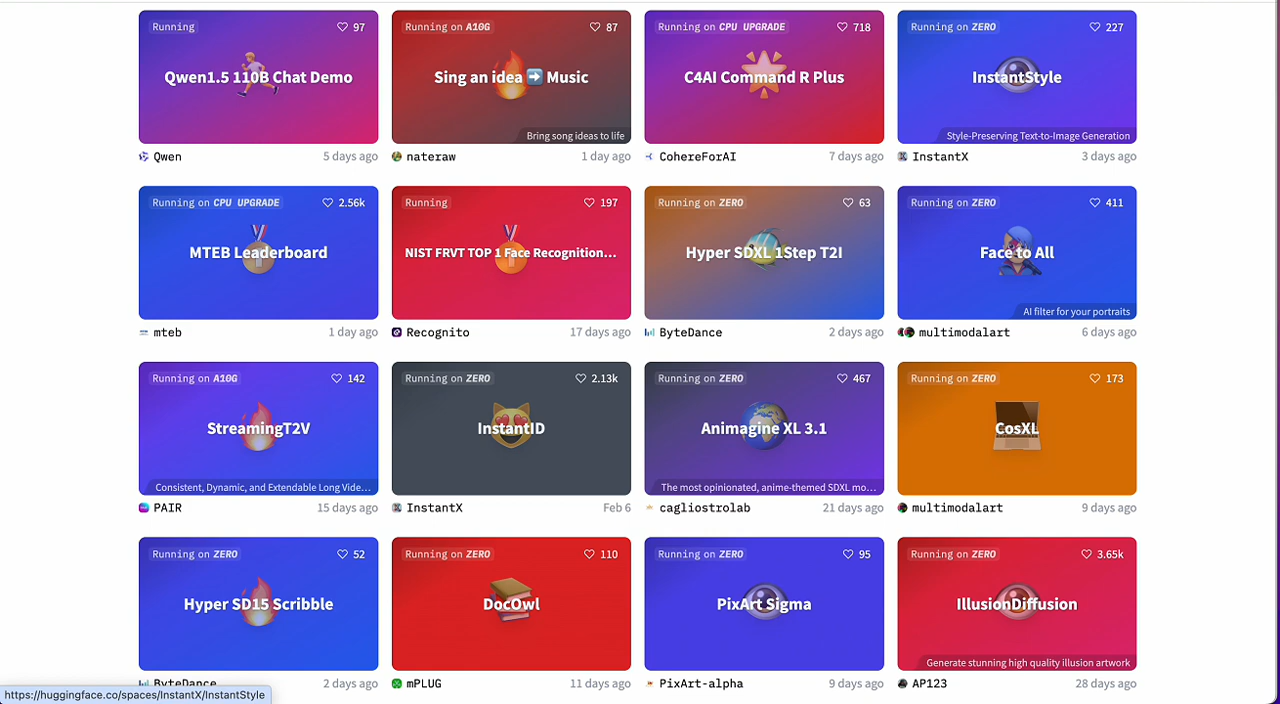 Running 97
Qwen1.5 110B Chat Demo
Qwen 5 days ago
Running on A10G 87
Sing an idea ➡️ Music
Bring song ideas to life
nateraw 1 day ago
Running on CPU UPGRADE 718
C4AI Command R Plus
CohereForAI 7 days ago
Running on ZERO 227
InstantStyle
Style-Preserving Text-to-Image Generation
InstantX 3 days ago
Running on CPU UPGRADE 2.56k
MTEB Leaderboard
mteb 1 day ago
Running 197
NIST FRVT TOP 1 Face Recognition...
Recognito 17 days ago
Running on ZERO 63
Hyper SDXL 1Step T2I
ByteDance 2 days ago
Running on ZERO 411
Face to All
AI filter for your portraits
multimodalart 6 days ago
Running on A10G 142
StreamingT2V
Consistent, Dynamic, and Extendable Long Vide...
PAIR 15 days ago
Running on ZERO 2.13k
InstantID
InstantX Feb 6
Running on ZERO 467
Animagine XL 3.1
The most opinionated, anime-themed SDXL mo...
cagliostrolab 21 days ago
Running on ZERO 173
CosXL
multimodalart 9 days ago
Running on ZERO 52
Hyper SD15 Scribble
ByteDance 2 days ago
Running on ZERO 110
DocOwl
mPLUG 11 days ago
Running on ZERO 95
PixArt Sigma
PixArt-alpha 9 days ago
Running on ZERO 3.65k
IllusionDiffusion
Generate stunning high quality illusion artwork
AP123 28 days ago
https://huggingface.co/spaces/InstantX/InstantStyle